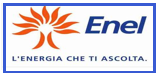 Enel
L'ENERGIA CHE TI ASCOLTA.